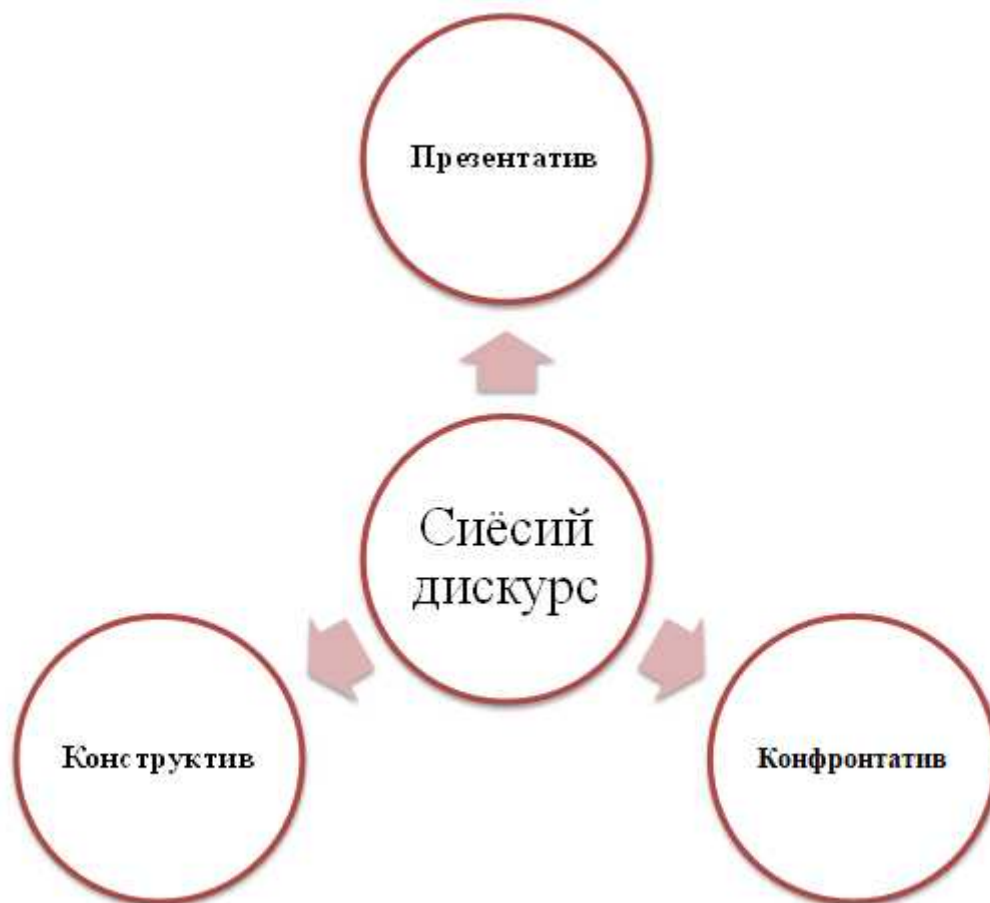 Презентатив
Сиёсий
дискурс
Конструктив
Конфронтатив